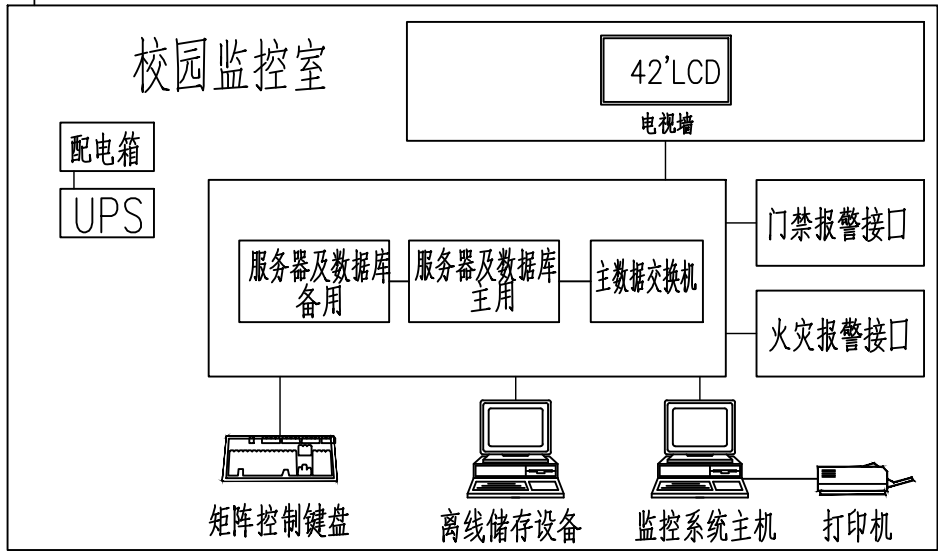 校园监控室
42'LCD
电视墙
配电箱
UPS
门禁报警接口
服务器及数据库
备用
服务器及数据库
主用
主数据交换机
火灾报警接口
矩阵控制键盘
离线储存设备
监控系统主机
打印机